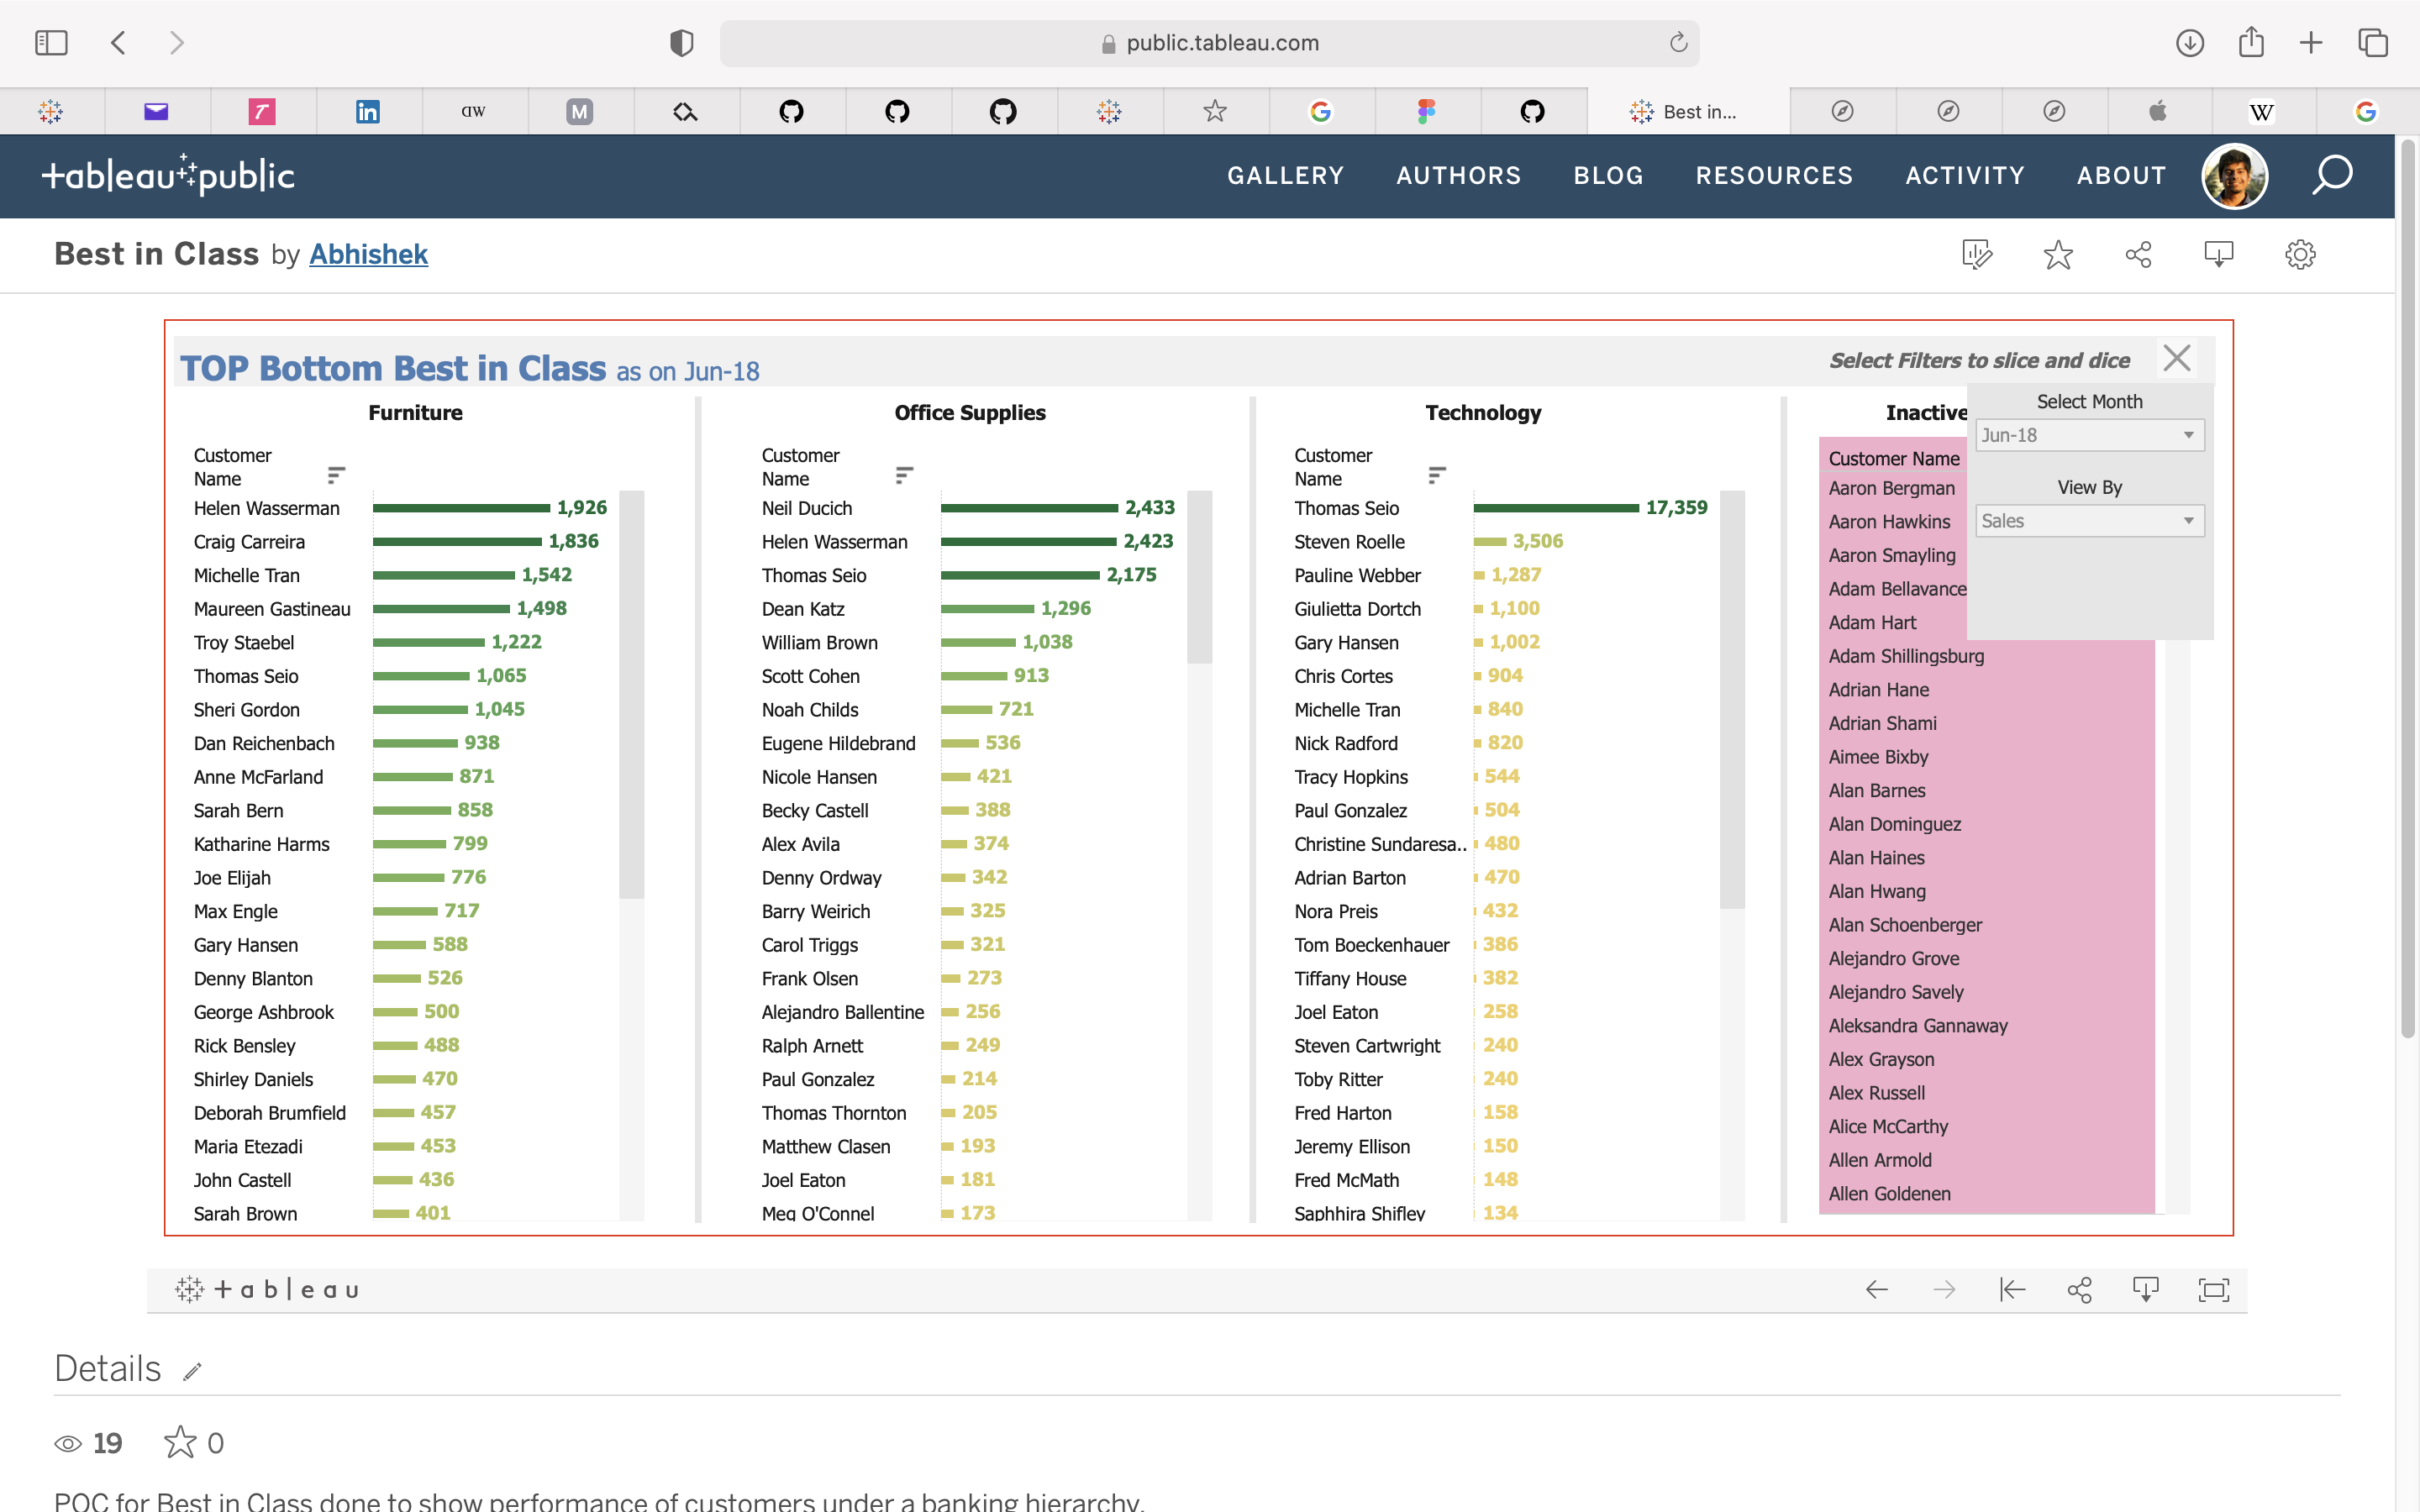 public.tableau.com
T
in
ᗡW
M
Best in...
W
tableau public
GALLERY AUTHORS BLOG RESOURCES ACTIVITY ABOUT
Best in Class by Abhishek
TOP Bottom Best in Class as on Jun-18
Select Filters to slice and dice
Furniture
Customer
Name
Helen Wasserman 1,926
Craig Carreira 1,836
Michelle Tran 1,542
Maureen Gastineau 1,498
Troy Staebel 1,222
Thomas Seio 1,065
Sheri Gordon 1,045
Dan Reichenbach 938
Anne McFarland 871
Sarah Bern 858
Katharine Harms 799
Joe Elijah 776
Max Engle 717
Gary Hansen 588
Denny Blanton 526
George Ashbrook 500
Rick Bensley 488
Shirley Daniels 470
Deborah Brumfield 457
Maria Etezadi 453
John Castell 436
Sarah Brown 401
Office Supplies
Customer
Name
Neil Ducich 2,433
Helen Wasserman 2,423
Thomas Seio 2,175
Dean Katz 1,296
William Brown 1,038
Scott Cohen 913
Noah Childs 721
Eugene Hildebrand 536
Nicole Hansen 421
Becky Castell 388
Alex Avila 374
Denny Ordway 342
Barry Weirich 325
Carol Triggs 321
Frank Olsen 273
Alejandro Ballentine 256
Ralph Arnett 249
Paul Gonzalez 214
Thomas Thornton 205
Matthew Clasen 193
Joel Eaton 181
Meg O'Connel 173
Technology
Customer
Name
Thomas Seio 17,359
Steven Roelle 3,506
Pauline Webber 1,287
Giulietta Dortch 1,100
Gary Hansen 1,002
Chris Cortes 904
Michelle Tran 840
Nick Radford 820
Tracy Hopkins 544
Paul Gonzalez 504
Christine Sundaresa.. 480
Adrian Barton 470
Nora Preis 432
Tom Boeckenhauer 386
Tiffany House 382
Joel Eaton 258
Steven Cartwright 240
Toby Ritter 240
Fred Harton 158
Jeremy Ellison 150
Fred McMath 148
Saphhira Shifley 134
Inactive
Customer Name
Aaron Bergman
Aaron Hawkins
Aaron Smayling
Adam Bellavance
Adam Hart
Adam Shillingsburg
Adrian Hane
Adrian Shami
Aimee Bixby
Alan Barnes
Alan Dominguez
Alan Haines
Alan Hwang
Alan Schoenberger
Alejandro Grove
Alejandro Savely
Aleksandra Gannaway
Alex Grayson
Alex Russell
Alice McCarthy
Allen Armold
Allen Goldenen
Select Month
Jun-18
View By
Sales
tableau
Details
19 0
POC for Best in Class done to show performance of customers under a banking hierarchy.